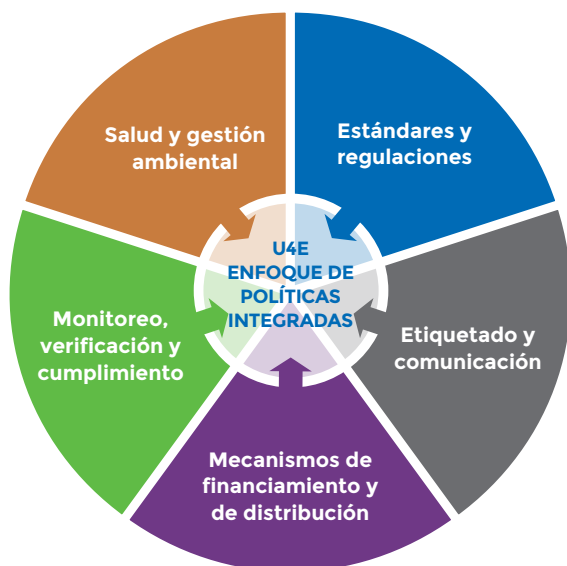 Salud y gestión
ambiental
Estándares y
regulaciones
U4E
ENFOQUE DE
POLÍTICAS
INTEGRADAS
Monitoreo,
verificación y
cumplimiento
Etiquetado y
comunicación
Mecanismos de
financiamiento y
de distribución